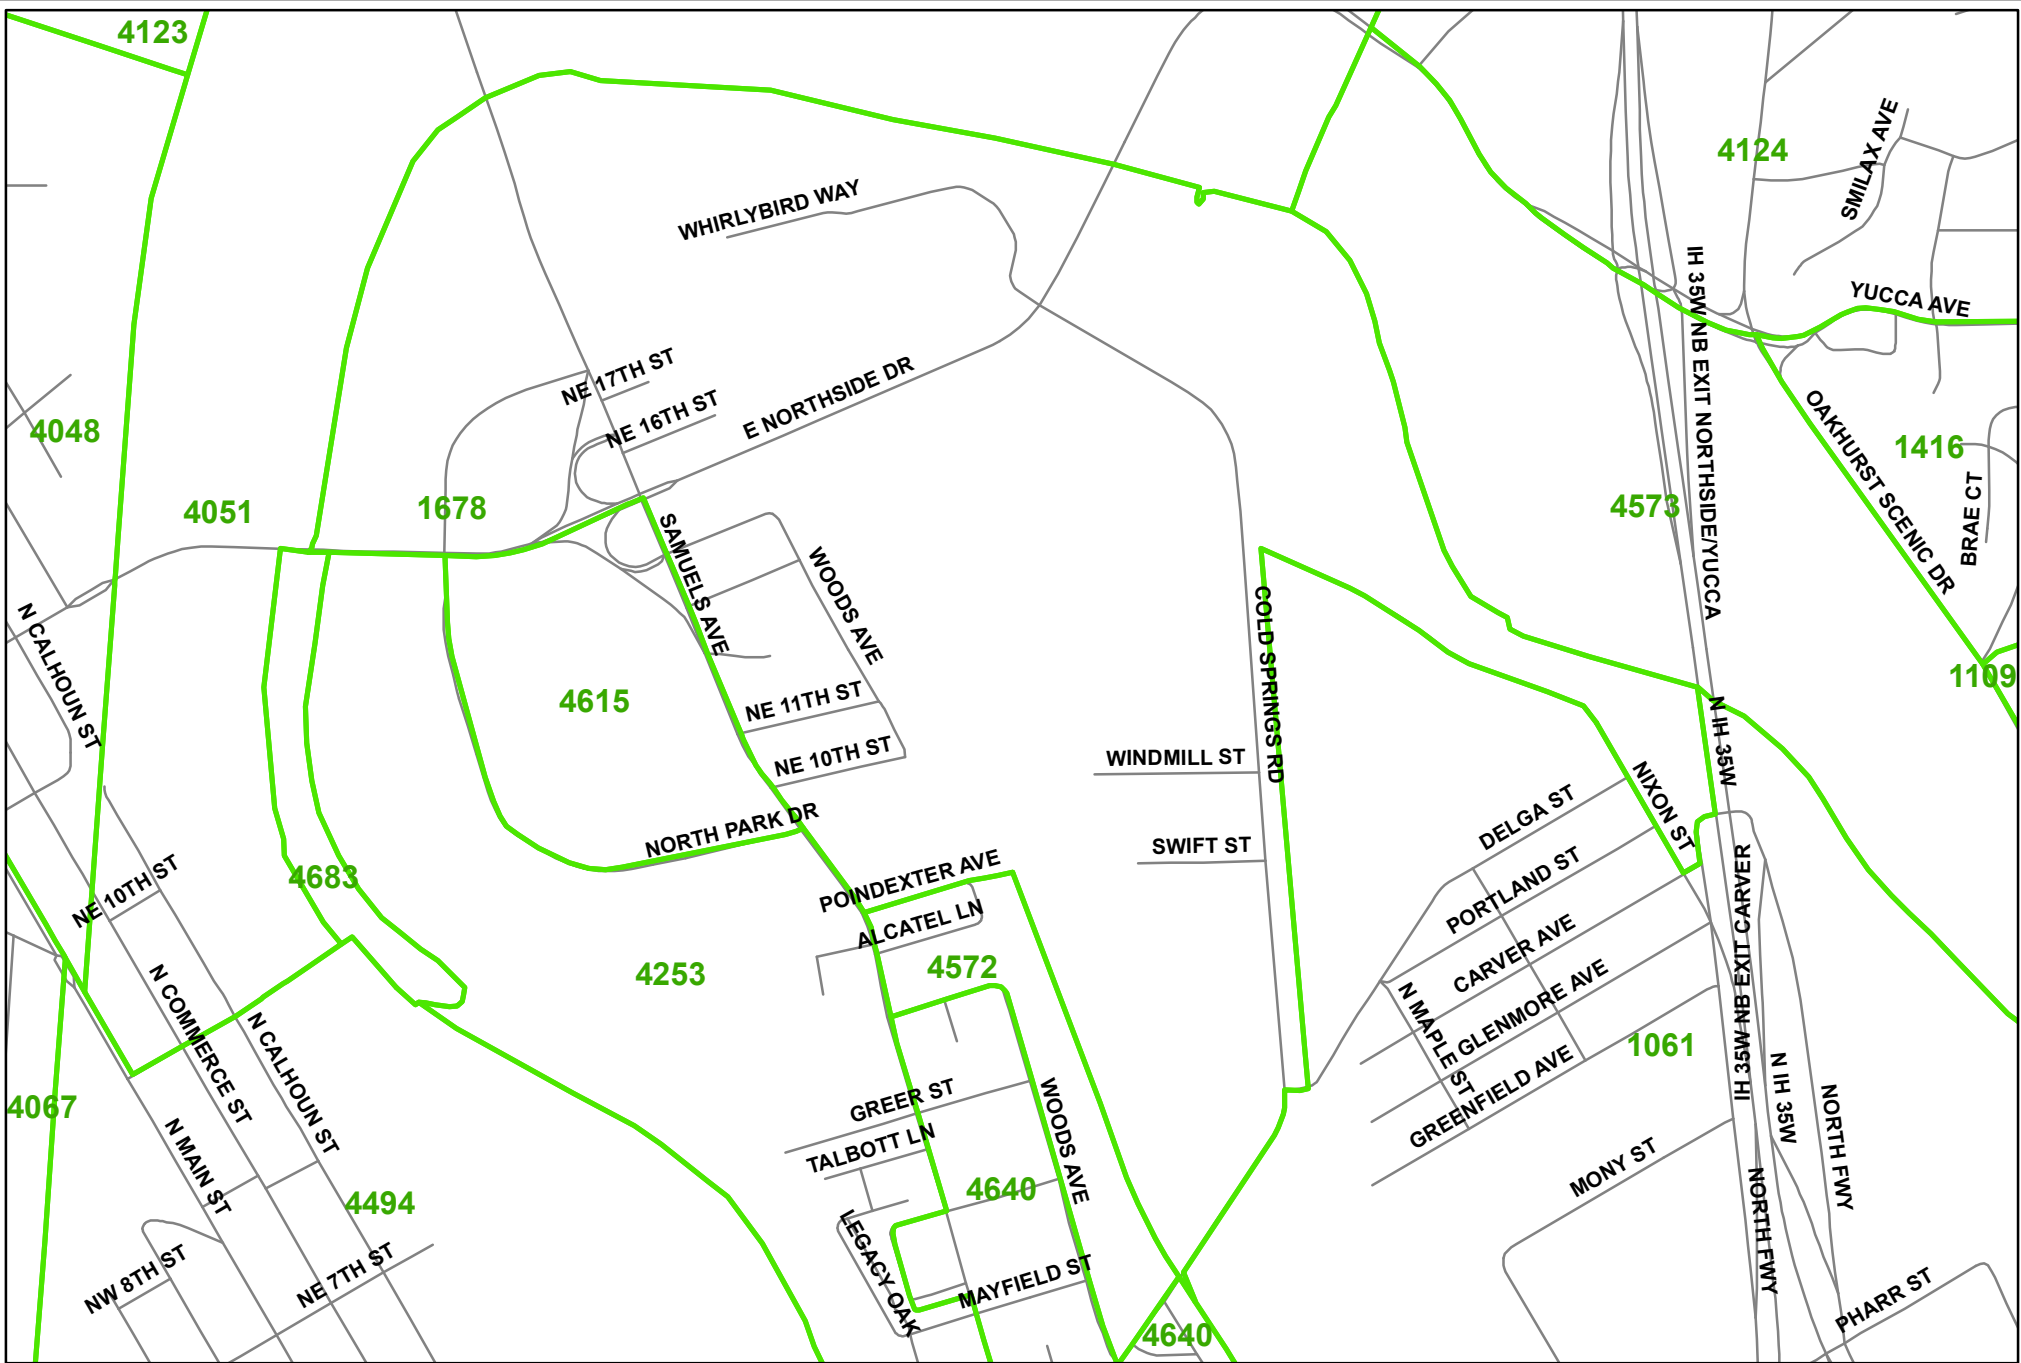 4123
4124
SMILAX AVE
WHIRLYBIRD WAY
IH 35W NB EXIT NORTHSIDE/YUCCA
YUCCA AVE
NE 17TH ST
NE 16TH ST
E NORTHSIDE DR
4048
OAKHURST SCENIC DR
1416
BRAE CT
4051
1678
4573
SAMUELS AVE
WOODS AVE
COLD SPRINGS RD
N CALHOUN ST
4615
1109
NE 11TH ST
NE 10TH ST
WINDMILL ST
N IH 35W
NIXON ST
DELGA ST
NORTH PARK DR
SWIFT ST
POINDEXTER AVE
PORTLAND ST
IH 35W NB EXIT CARVER
4683
NE 10TH ST
ALCATEL LN
CARVER AVE
4253
4572
N COMMERCE ST
N CALHOUN ST
N MAPLE ST
GLENMORE AVE
1061
GREENFIELD AVE
N IH 35W
NORTH FWY
4067
GREER ST
WOODS AVE
N MAIN ST
TALBOTT LN
MONY ST
4494
4640
NORTH FWY
LEGACY OAK
NW 8TH ST
NE 7TH ST
MAYFIELD ST
PHARR ST
4640